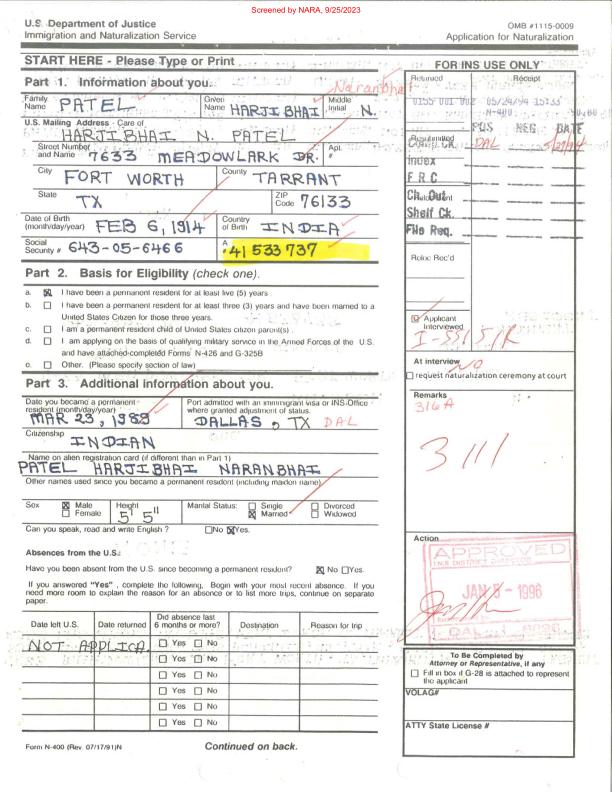 Screened by NARA, 9/25/2023
U.S. Department of Justice
Immigration and Naturalization Service
OMB #1115-0009
Application for Naturalization
START HERE - Please Type or Print
Part 1. Information about you.
Naranbhai
Family Name PATEL Given Name HARJIBHAI Middle Initial N.
U.S. Mailing Address - Care of
HARJIBHAI N. PATEL
Street Number and Name 7633 MEADOWLARK DR. Apt. #
City FORT WORTH County TARRANT
State TX ZIP Code 76133
Date of Birth (month/day/year) FEB 6, 1914 Country of Birth INDIA
Social Security # 643-05-6466 A# 41 533 737
Part 2. Basis for Eligibility (check one).
a. I have been a permanent resident for at least five (5) years
b. I have been a permanent resident for at least three (3) years and have been married to a
United States Citizen for those three years.
c. I am a permanent resident child of United States citizen parent(s)
d. I am applying on the basis of qualifying military service in the Armed Forces of the U.S.
and have attached completed Forms N-426 and G-325B
e. Other. (Please specify section of law)
Part 3. Additional information about you.
Date you became a permanent resident (month/day/year) MAR 23, 1989
Port admitted with an immigrant visa or INS Office where granted adjustment of status.
DALLAS, TX DAL
Citizenship
INDIAN
Name on alien registration card (if different than in Part 1)
PATEL HARJIBHAI NARANBHAI
Other names used since you became a permanent resident (including maiden name)
Sex Male Female Height 5' 5" Marital Status: Single Married Divorced Widowed
Can you speak, read and write English ? No Yes.
Absences from the U.S.:
Have you been absent from the U.S. since becoming a permanent resident? No Yes.
If you answered "Yes", complete the following, Begin with your most recent absence. If you
need more room to explain the reason for an absence or to list more trips, continue on separate
paper.
Date left U.S. Date returned Did absence last 6 months or more? Destination Reason for trip
NOT APPLICA. Yes No
Yes No
Yes No
Yes No
Yes No
Yes No
Form N-400 (Rev. 07/17/91)N
Continued on back.
FOR INS USE ONLY
Returned Receipt
0155 001 002 05/24/94 15:33
N-400
POS NEG DATE
Resubmitted
DAL
Index
F R C
Ch. Out
Shelf Ck.
File Req.
Reloc Rec'd
Applicant Interviewed
I-551 S/R
At interview NO
request naturalization ceremony at court
Remarks
316A
3 111
Action
APPROVED
INS DISTRICT DIRECTOR
JAN 5 - 1996
To Be Completed by
Attorney or Representative, if any
Fill in box if G-28 is attached to represent
the applicant
VOLAG#
ATTY State License #